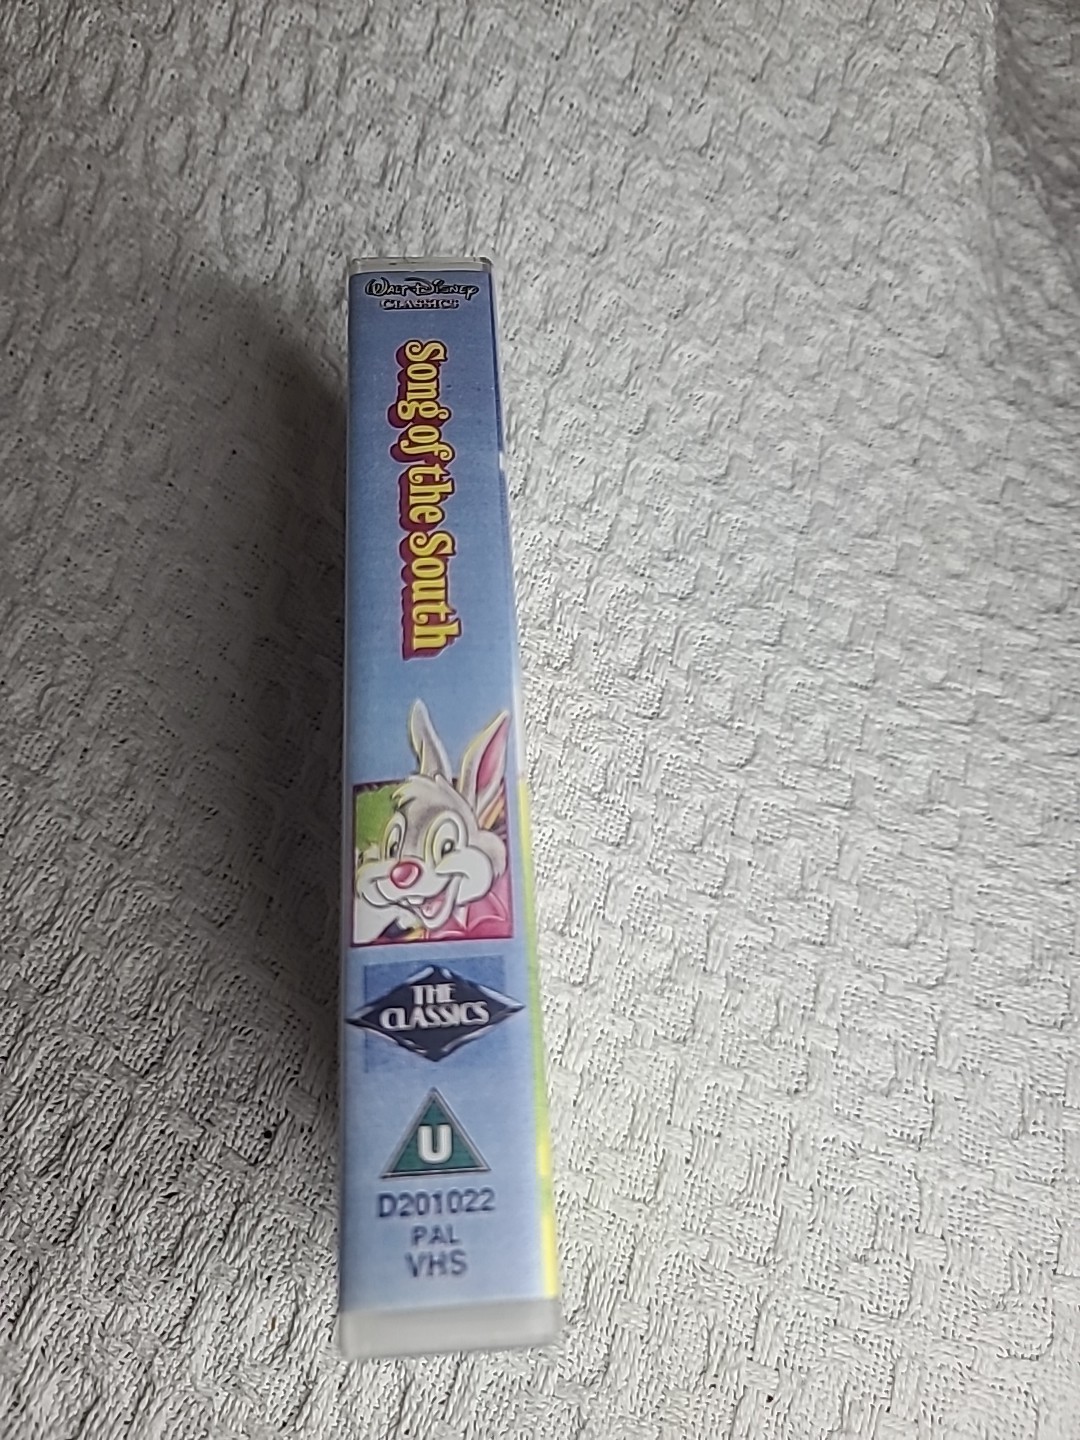 WALT DISNEY
CLASSICS
Song of the South
THE
CLASSICS
U
D201022
PAL
VHS